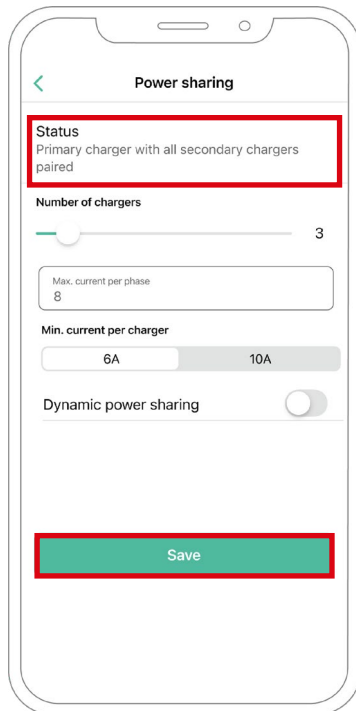 Power sharing
Status
Primary charger with all secondary chargers
paired
Number of chargers
3
Max. current per phase
8
Min. current per charger
6A 10A
Dynamic power sharing
Save